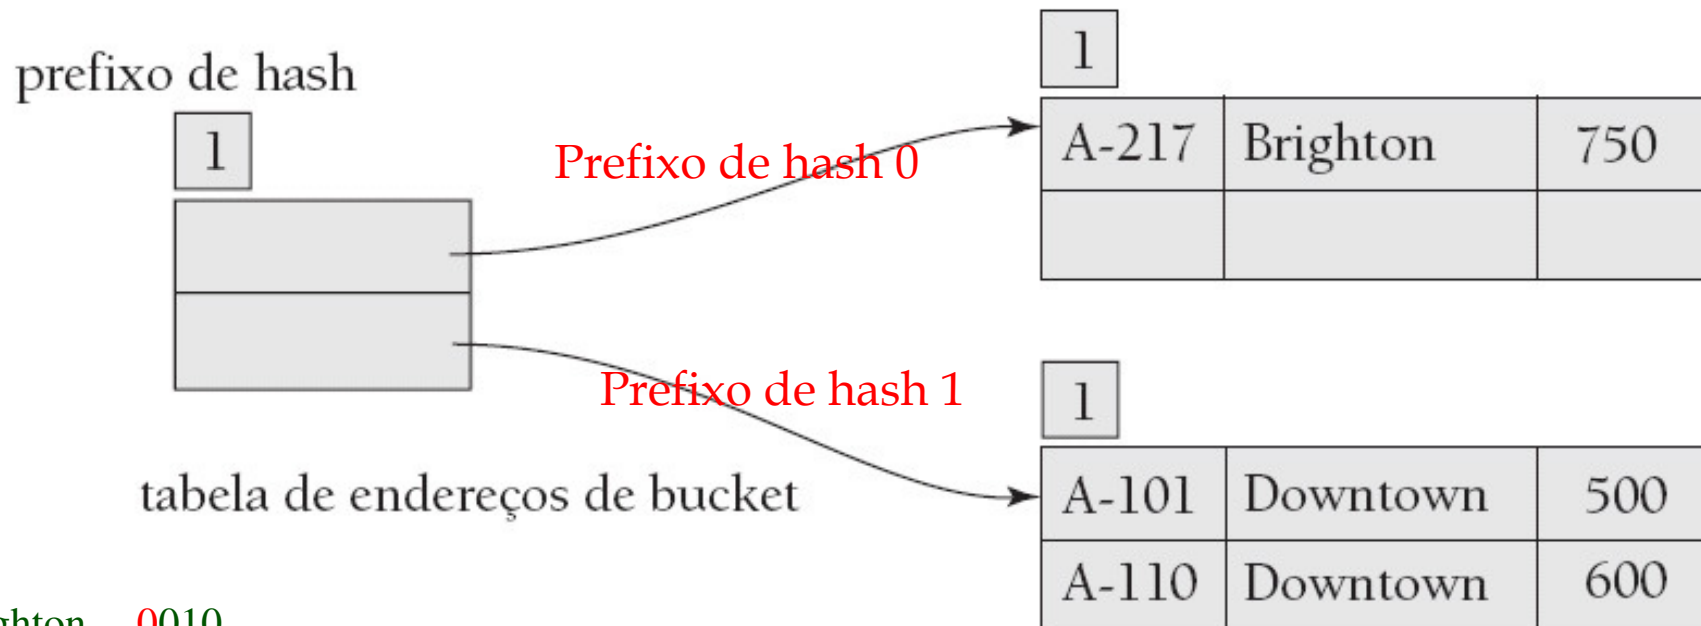 prefixo de hash
1
Prefixo de hash 0
1
A-217 Brighton 750
Prefixo de hash 1
tabela de endereços de bucket
1
A-101 Downtown 500
A-110 Downtown 600
ghton 0010